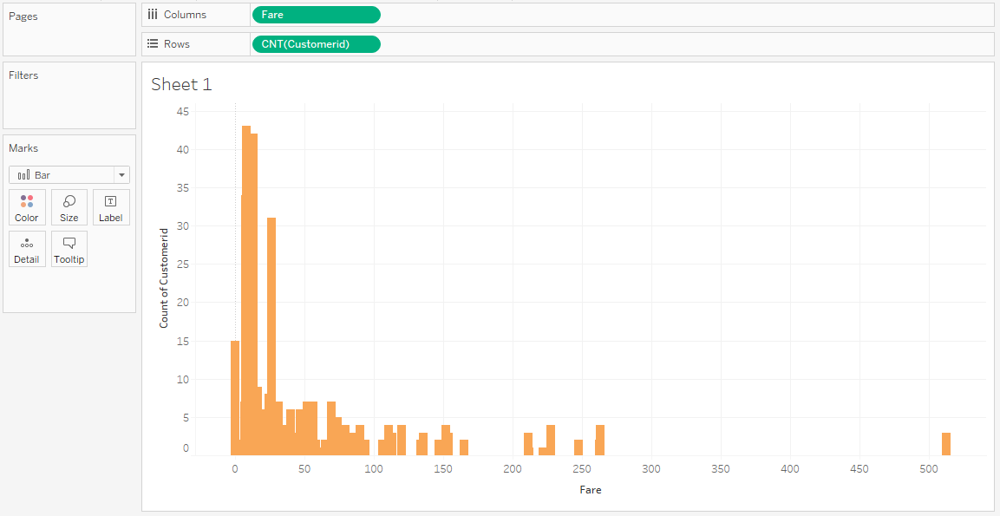 Pages
Columns
Fare
Rows
CNT(Customerid)
Filters
Marks
Bar
Color
Size
Label
Detail
Tooltip
Sheet 1
45
40
35
30
25
20
15
10
5
0
Count of Customerid
0 50 100 150 200 250 300 350 400 450 500
Fare